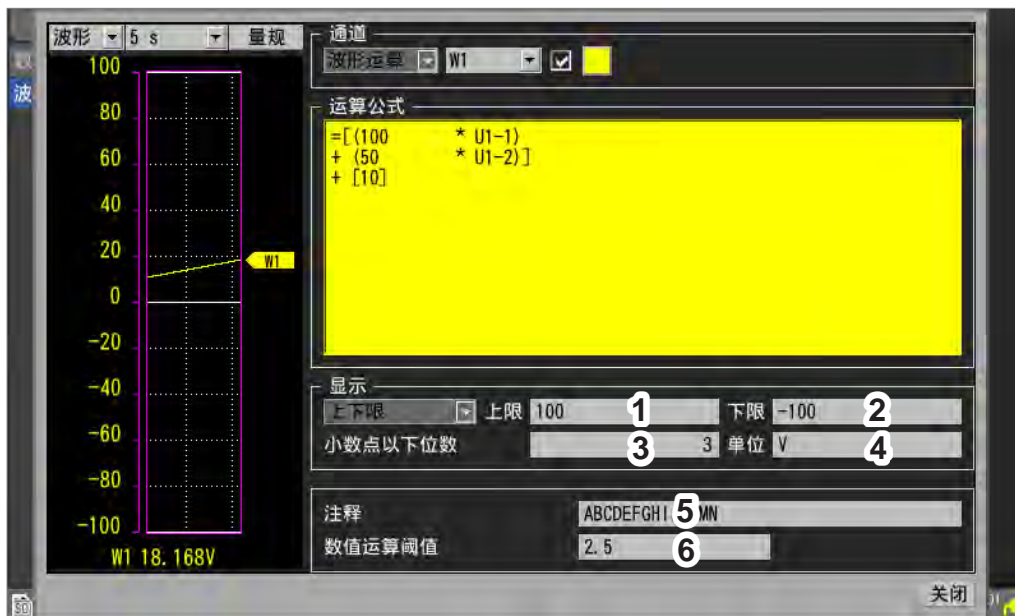 波形 5 s 量规
100
80
60
40
20
0
-20
-40
-60
-80
-100
W1
W1 18.168V
波
通道
波形运算 W1
运算公式
=[(100 * U1-1)
+ (50 * U1-2)]
+ [10]
显示
上下限 上限 100 1 下限 -100 2
小数点以下位数 3 3 单位 V 4
注释 ABCDEFGHI 5 MN
数值运算阈值 2.5 6
关闭
SD